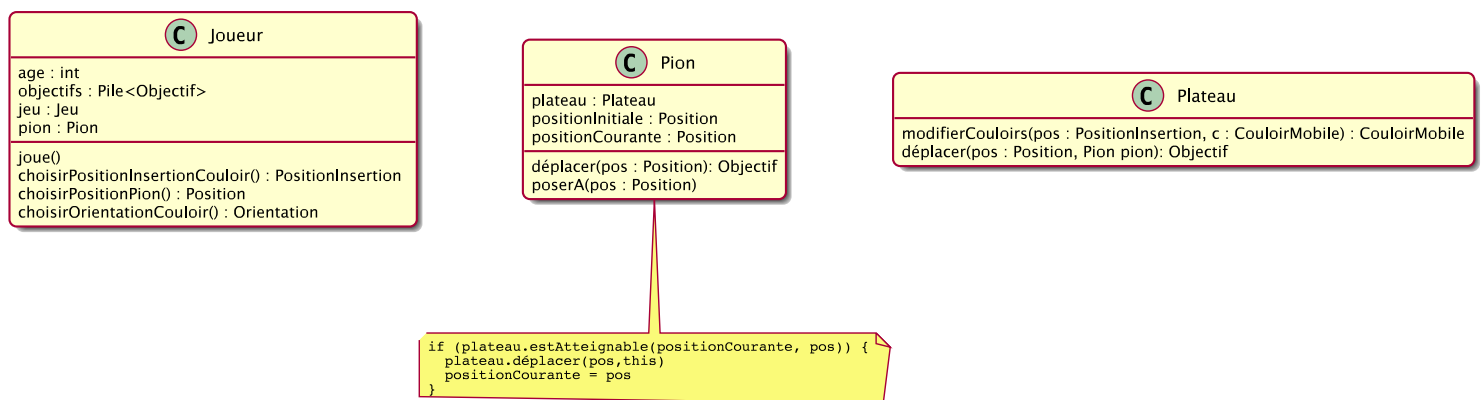 C Joueur
age : int
objectifs : Pile<Objectif>
jeu : Jeu
pion : Pion
joue()
choisirPositionInsertionCouloir() : PositionInsertion
choisirPositionPion() : Position
choisirOrientationCouloir() : Orientation
C Pion
plateau : Plateau
positionInitiale : Position
positionCourante : Position
déplacer(pos : Position): Objectif
poserA(pos : Position)
C Plateau
modifierCouloirs(pos : PositionInsertion, c : CouloirMobile) : CouloirMobile
déplacer(pos : Position, Pion pion): Objectif
if (plateau.estAtteignable(positionCourante, pos)) {
plateau.déplacer(pos,this)
positionCourante = pos
}